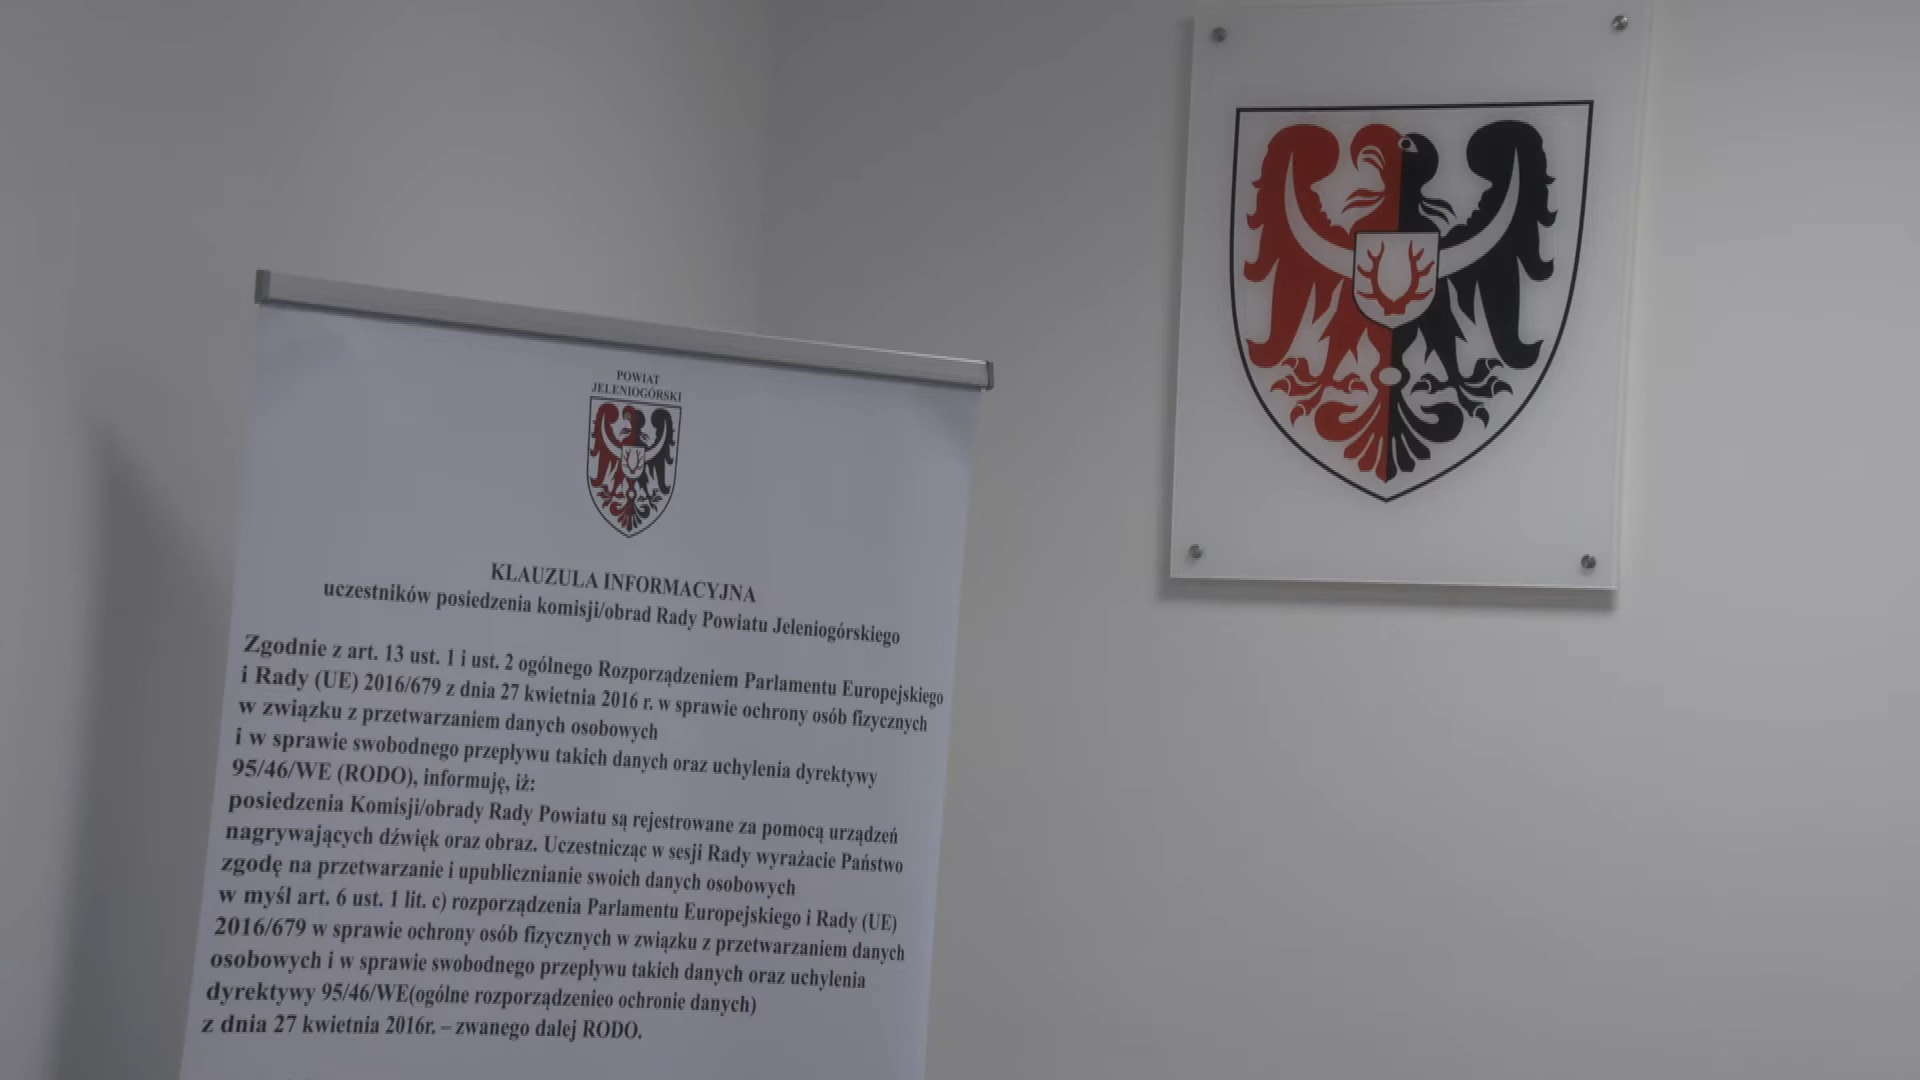 POWIAT
JELENIOGÓRSKI
KLAUZULA INFORMACYJNA
uczestników posiedzenia komisji/obrad Rady Powiatu Jeleniogórskiego
Zgodnie z art. 13 ust. 1 i ust. 2 ogólnego Rozporządzeniem Parlamentu Europejskiego
i Rady (UE) 2016/679 z dnia 27 kwietnia 2016 r. w sprawie ochrony osób fizycznych
w związku z przetwarzaniem danych osobowych
i w sprawie swobodnego przepływu takich danych oraz uchylenia dyrektywy
95/46/WE (RODO), informuję, iż:
posiedzenia Komisji/obrady Rady Powiatu są rejestrowane za pomocą urządzeń
nagrywających dźwięk oraz obraz. Uczestnicząc w sesji Rady wyrażacie Państwo
zgodę na przetwarzanie i upublicznianie swoich danych osobowych
w myśl art. 6 ust. 1 lit. c) rozporządzenia Parlamentu Europejskiego i Rady (UE)
2016/679 w sprawie ochrony osób fizycznych w związku z przetwarzaniem danych
osobowych i w sprawie swobodnego przepływu takich danych oraz uchylenia
dyrektywy 95/46/WE(ogólne rozporządzenieo ochronie danych)
z dnia 27 kwietnia 2016r. – zwanego dalej RODO.